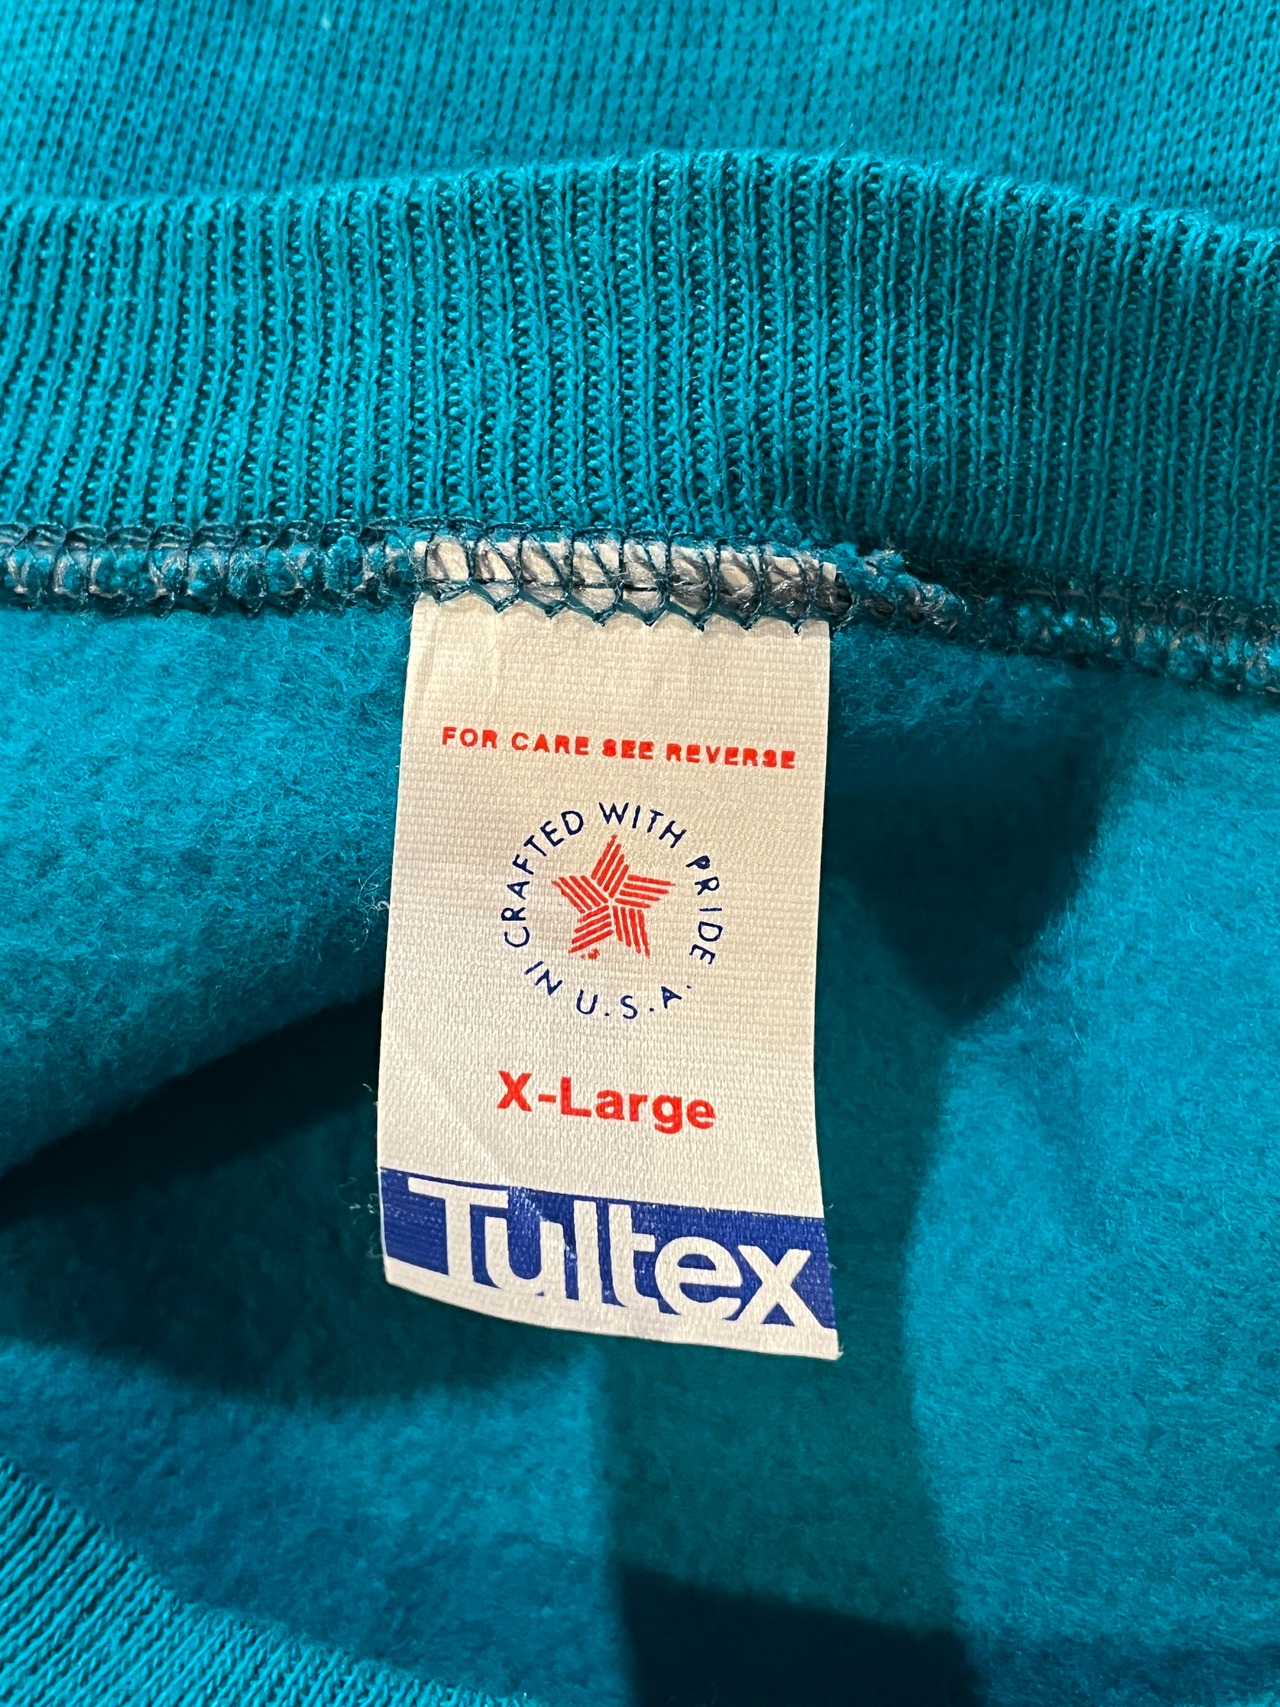 FOR CARE SEE REVERSE
CRAFTED WITH PRIDE
IN U.S.A.
X-Large
Tultex